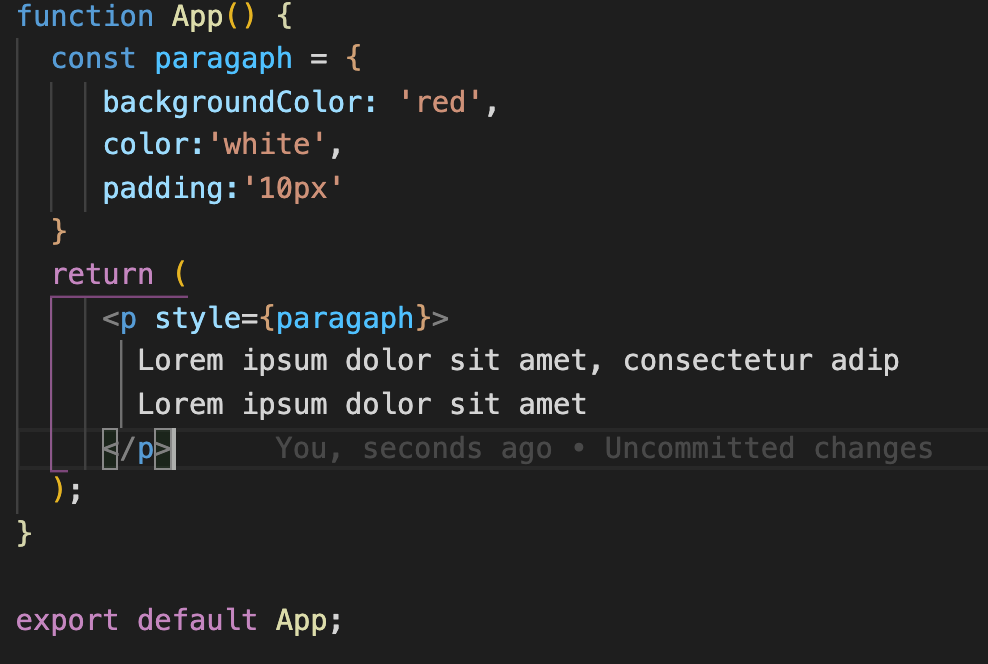 function App() {
const paragaph = {
backgroundColor: 'red',
color:'white',
padding:'10px'
}
return (
<p style={paragaph}>
Lorem ipsum dolor sit amet, consectetur adip
Lorem ipsum dolor sit amet
</p> You, seconds ago • Uncommitted changes
);
}
export default App;